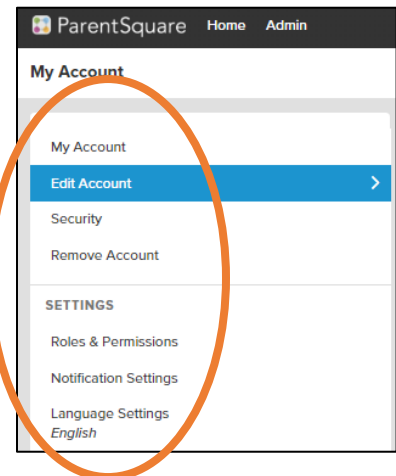 ParentSquare Home Admin
My Account
My Account
Edit Account
Security
Remove Account
SETTINGS
Roles & Permissions
Notification Settings
Language Settings
English